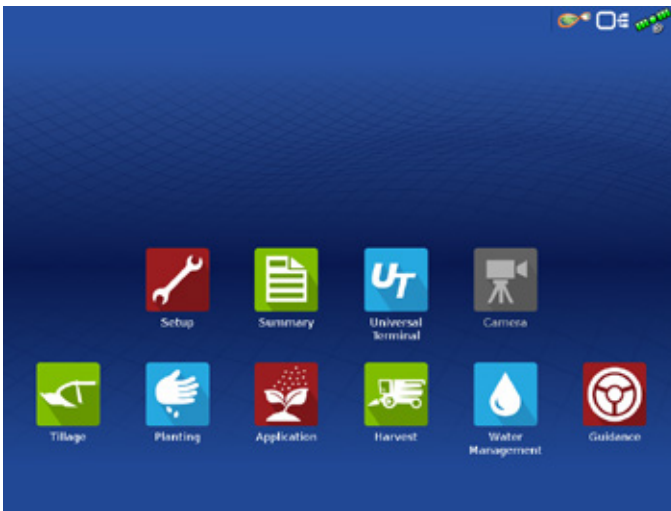 UT
Setup
Summary
Universal
Terminal
Camera
Tillage
Planting
Application
Harvest
Water
Management
Guidance